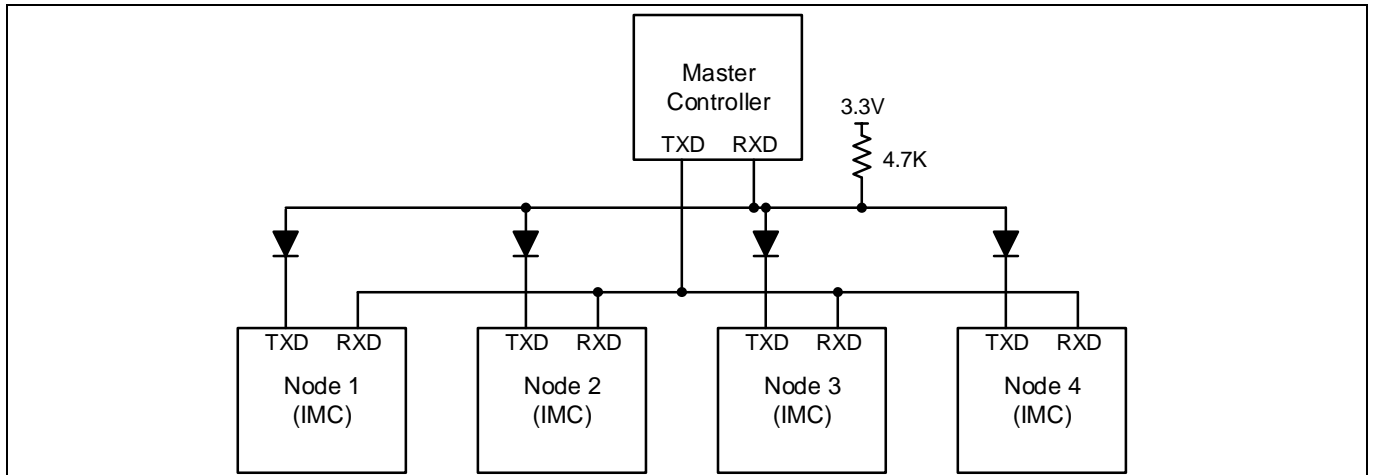 Master
Controller
TXD RXD
3.3V
4.7K
TXD RXD
Node 1
(IMC)
TXD RXD
Node 2
(IMC)
TXD RXD
Node 3
(IMC)
TXD RXD
Node 4
(IMC)